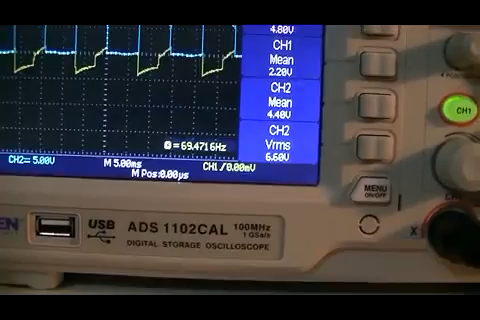 4.80V
CH1
Mean
2.20V
CH2
Mean
4.40V
CH2
Vrms
6.60V
= 69.4716Hz
CH2= 5.00V M 5.00ms CH1 / 0.00mV
M Pos:0.00μs
MENU
ON/OFF
CH1
EN USB ADS 1102CAL 100MHz
1 GSa/s
DIGITAL STORAGE OSCILLOSCOPE
X